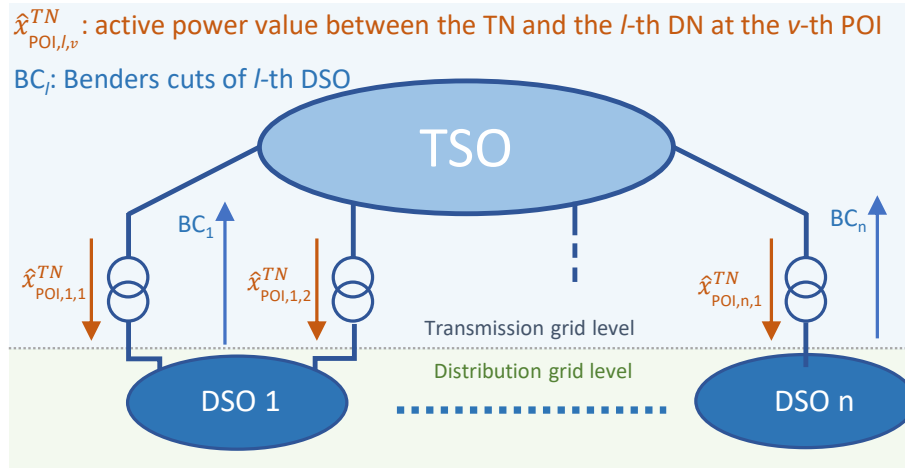 x̂^TN_POI,l,v: active power value between the TN and the l-th DN at the v-th POI
BC_l: Benders cuts of l-th DSO
TSO
BC_1
BC_n
x̂^TN_POI,1,1
x̂^TN_POI,1,2
x̂^TN_POI,n,1
Transmission grid level
Distribution grid level
DSO 1
DSO n